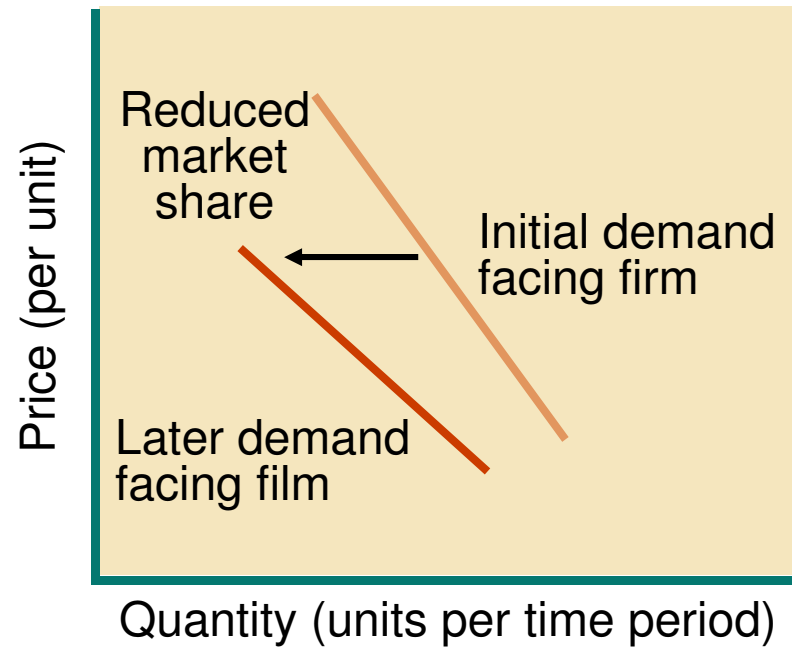 Reduced
market
share
Initial demand
facing firm
Later demand
facing film
Price (per unit)
Quantity (units per time period)